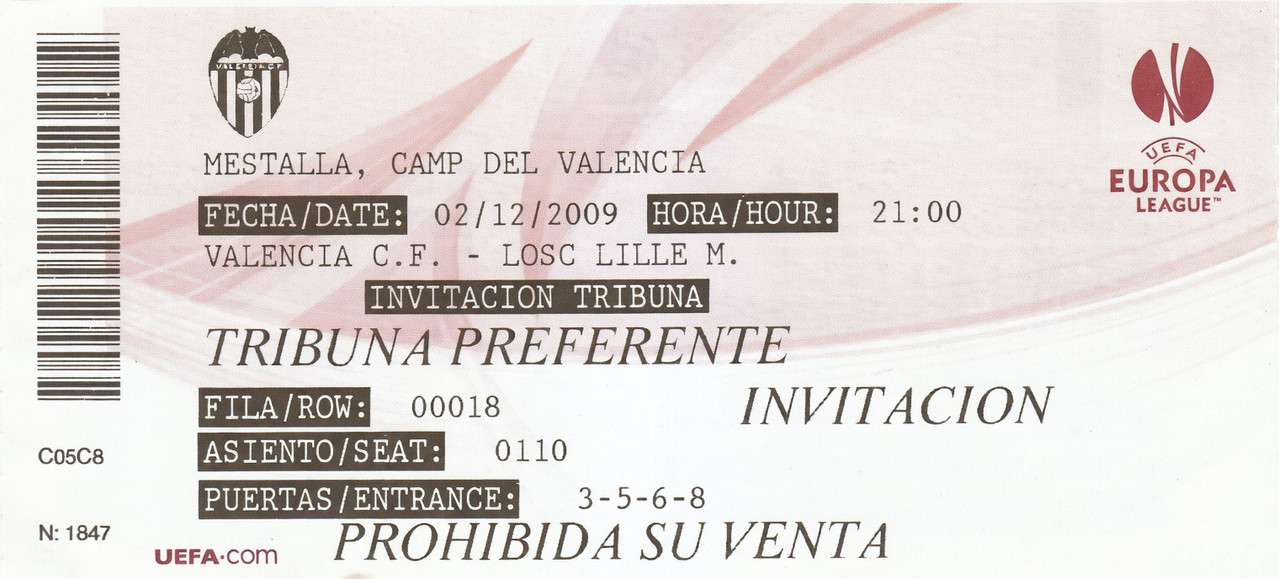 VALENCIA C.F
MESTALLA, CAMP DEL VALENCIA
FECHA/DATE: 02/12/2009 HORA/HOUR: 21:00
VALENCIA C.F. - LOSC LILLE M.
INVITACION TRIBUNA
TRIBUNA PREFERENTE
FILA/ROW: 00018
INVITACION
ASIENTO/SEAT: 0110
PUERTAS/ENTRANCE: 3-5-6-8
PROHIBIDA SU VENTA
C05C8
N: 1847
UEFA.com
UEFA
EUROPA
LEAGUE™